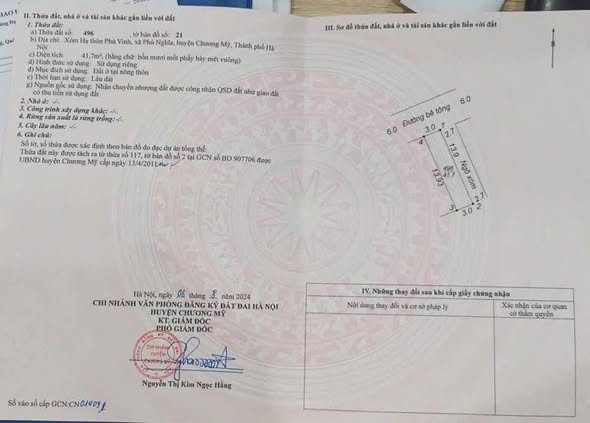 II. Thửa đất, nhà ở và tài sản khác gắn liền với đất
1. Thửa đất:
a) Thửa đất số: 496 , tờ bản đồ số: 21
b) Địa chỉ: Xóm Hạ thôn Phú Vinh, xã Phú Nghĩa, huyện Chương Mỹ, Thành phố Hà
Nội
c) Diện tích: 41,7m², (bằng chữ: bốn mươi mốt phẩy bảy mét vuông)
d) Hình thức sử dụng: Sử dụng riêng
đ) Mục đích sử dụng: Đất ở tại nông thôn
e) Thời hạn sử dụng: Lâu dài
g) Nguồn gốc sử dụng: Nhận chuyển nhượng đất được công nhận QSD đất như giao đất
có thu tiền sử dụng đất
2. Nhà ở: -/-.
3. Công trình xây dựng khác: -/-.
4. Rừng sản xuất là rừng trồng: -/-.
5. Cây lâu năm: -/-.
6. Ghi chú:
Số tờ, số thửa được xác định theo bản đồ đo đạc dự án tổng thể
Thửa đất này được tách ra từ thửa số 117, tờ bản đồ số 2 tại GCN số BD 907706 được
UBND huyện Chương Mỹ cấp ngày 13/4/2011
Hà Nội, ngày 06 tháng 8 năm 2024
CHI NHÁNH VĂN PHÒNG ĐĂNG KÝ ĐẤT ĐAI HÀ NỘI
HUYỆN CHƯƠNG MỸ
KT. GIÁM ĐỐC
PHÓ GIÁM ĐỐC
CHI NHÁNH
HUYỆN
CHƯƠNG MỸ
Nguyễn Thị Kim Ngọc Hằng
Số vào sổ cấp GCN:CN
III. Sơ đồ thửa đất, nhà ở và tài sản khác gắn liền với đất
B
6.0 Đường bê tông 6.0
4 3.0 1 2.7
13.93
13.9
Ngõ xóm
3 3.0 2 2.7
IV. Những thay đổi sau khi cấp giấy chứng nhận
Nội dung thay đổi và cơ sở pháp lý
Xác nhận của cơ quan
có thẩm quyền